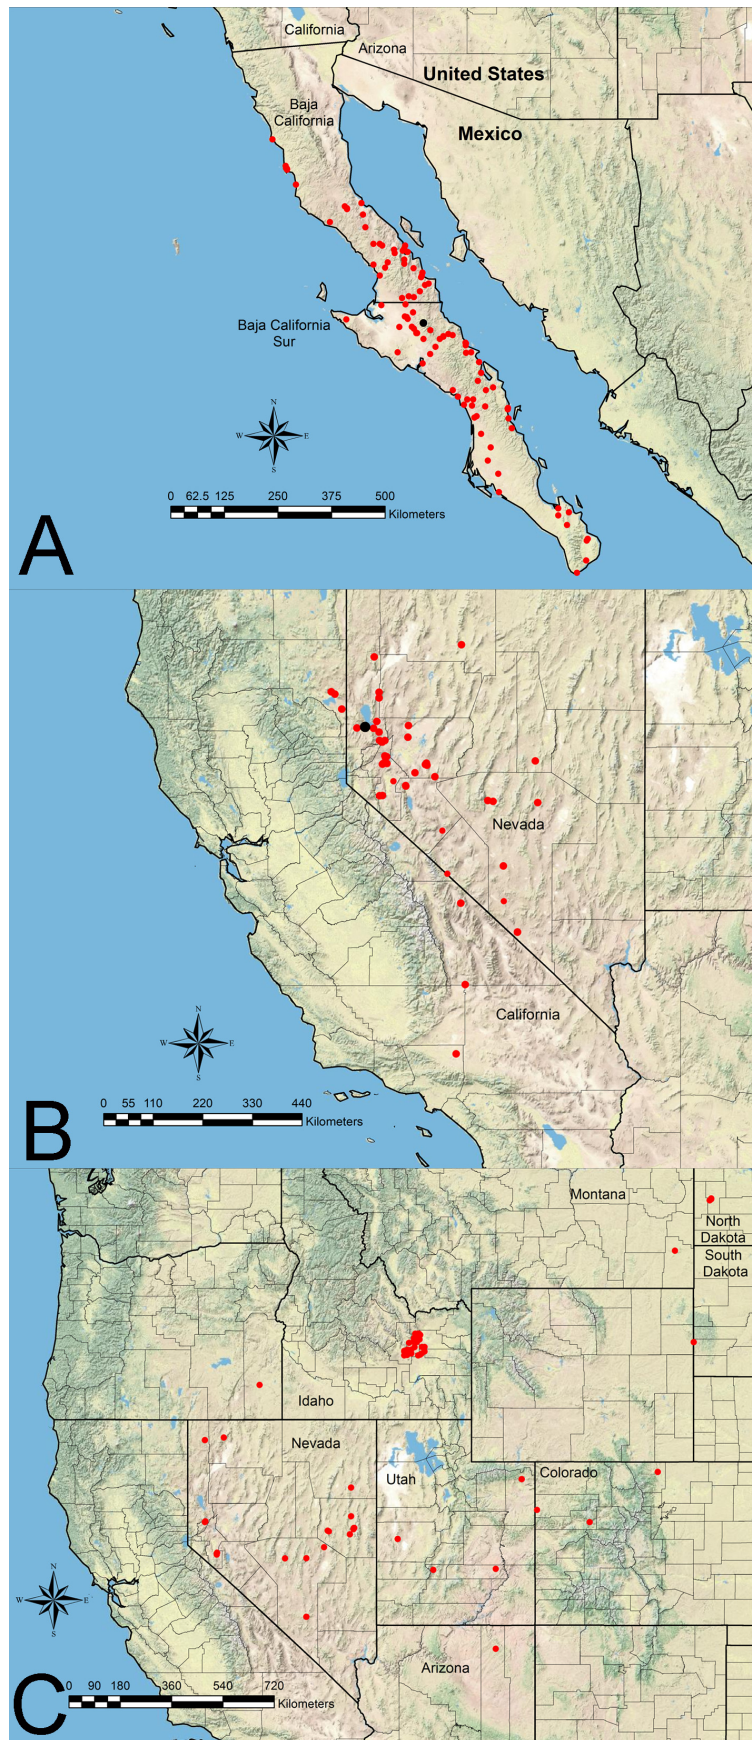 California
Arizona
United States
Baja
California
Mexico
Baja California
Sur
N
W E
S
0 62.5 125 250 375 500
Kilometers
A
Nevada
California
N
W E
S
0 55 110 220 330 440
Kilometers
B
Montana
North
Dakota
South
Dakota
Idaho
Nevada
Utah
Colorado
Arizona
N
W E
S
0 90 180 360 540 720
Kilometers
C